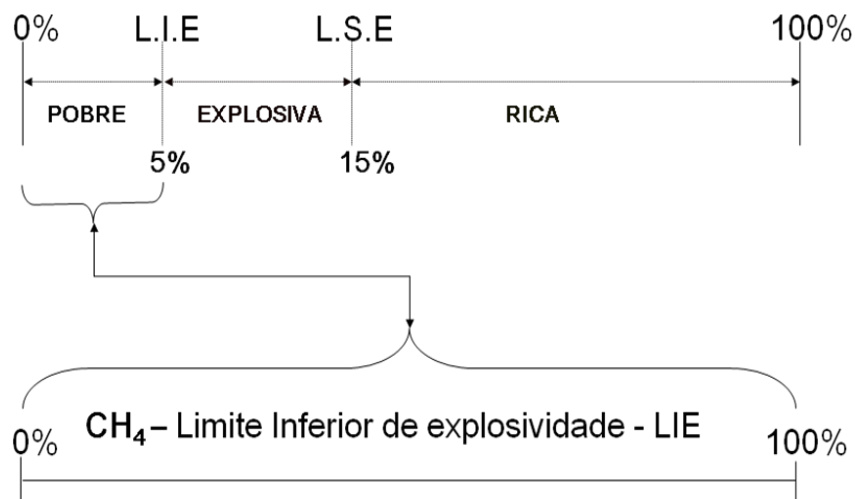 0% L.I.E L.S.E 100%
POBRE EXPLOSIVA RICA
5% 15%
CH₄ – Limite Inferior de explosividade - LIE
0% 100%